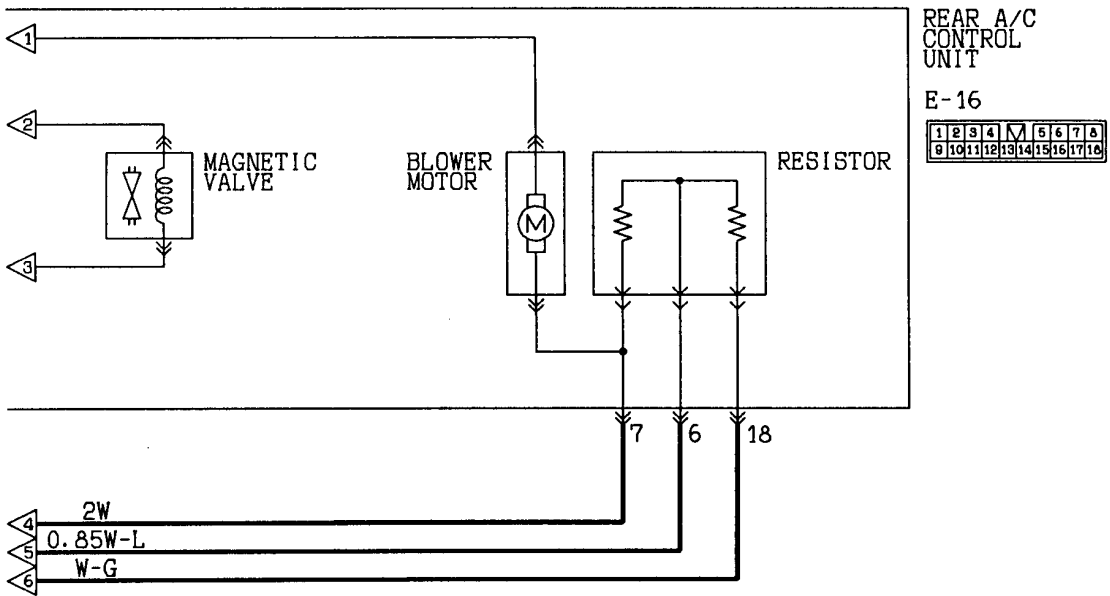 REAR A/C
CONTROL
UNIT
1
E-16
2
1 2 3 4 5 6 7 8
9 10 11 12 13 14 15 16 17 18
MAGNETIC
VALVE
BLOWER
MOTOR
RESISTOR
M
3
7 6 18
2W
4
0.85W-L
5
W-G
6